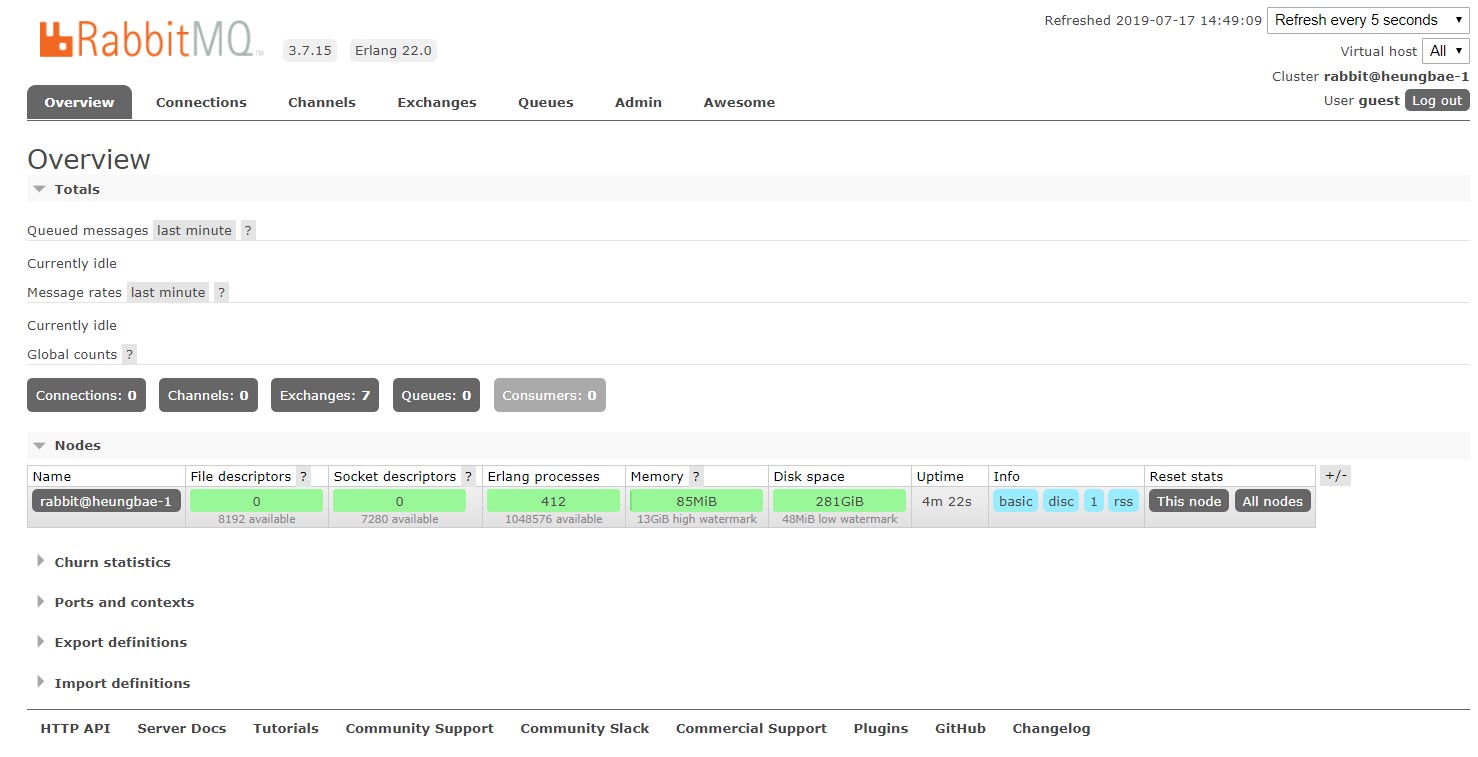 RabbitMQ TM 3.7.15 Erlang 22.0
Refreshed 2019-07-17 14:49:09 Refresh every 5 seconds
Virtual host All
Cluster rabbit@heungbae-1
User guest Log out
Overview Connections Channels Exchanges Queues Admin Awesome
Overview
Totals
Queued messages last minute ?
Currently idle
Message rates last minute ?
Currently idle
Global counts ?
Connections: 0 Channels: 0 Exchanges: 7 Queues: 0 Consumers: 0
Nodes
Name File descriptors ? Socket descriptors ? Erlang processes Memory ? Disk space Uptime Info Reset stats +/-
rabbit@heungbae-1 0 0 412 85MiB 281GiB 4m 22s basic disc 1 rss This node All nodes
8192 available 7280 available 1048576 available 13GiB high watermark 48MiB low watermark
Churn statistics
Ports and contexts
Export definitions
Import definitions
HTTP API Server Docs Tutorials Community Support Community Slack Commercial Support Plugins GitHub Changelog